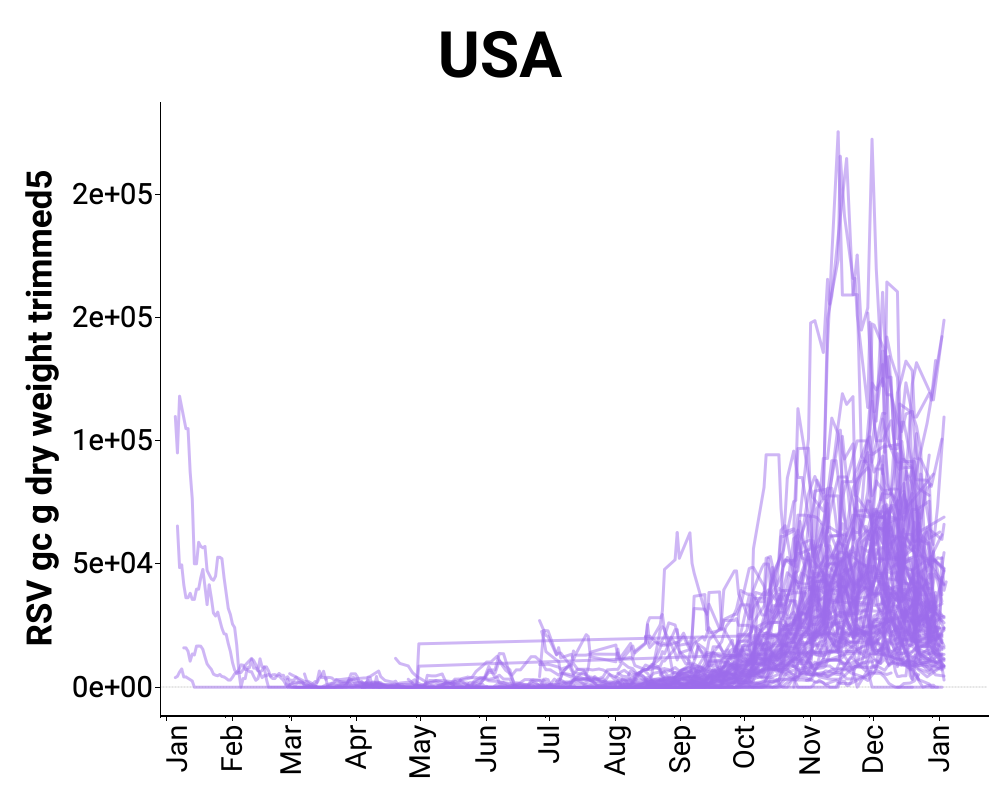 USA
RSV gc g dry weight trimmed5
2e+05
2e+05
1e+05
5e+04
0e+00
Jan Feb Mar Apr May Jun Jul Aug Sep Oct Nov Dec Jan